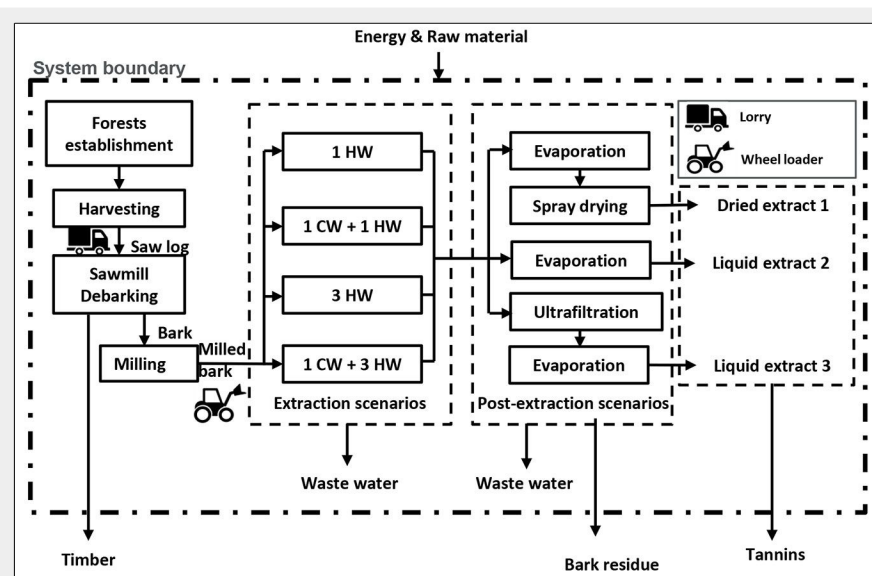 Energy & Raw material
System boundary
Forests
establishment
Harvesting
Saw log
Sawmill
Debarking
Bark
Milling
Milled
bark
1 HW
1 CW + 1 HW
3 HW
1 CW + 3 HW
Extraction scenarios
Evaporation
Spray drying
Evaporation
Ultrafiltration
Evaporation
Post-extraction scenarios
Lorry
Wheel loader
Dried extract 1
Liquid extract 2
Liquid extract 3
Waste water
Waste water
Timber
Bark residue
Tannins